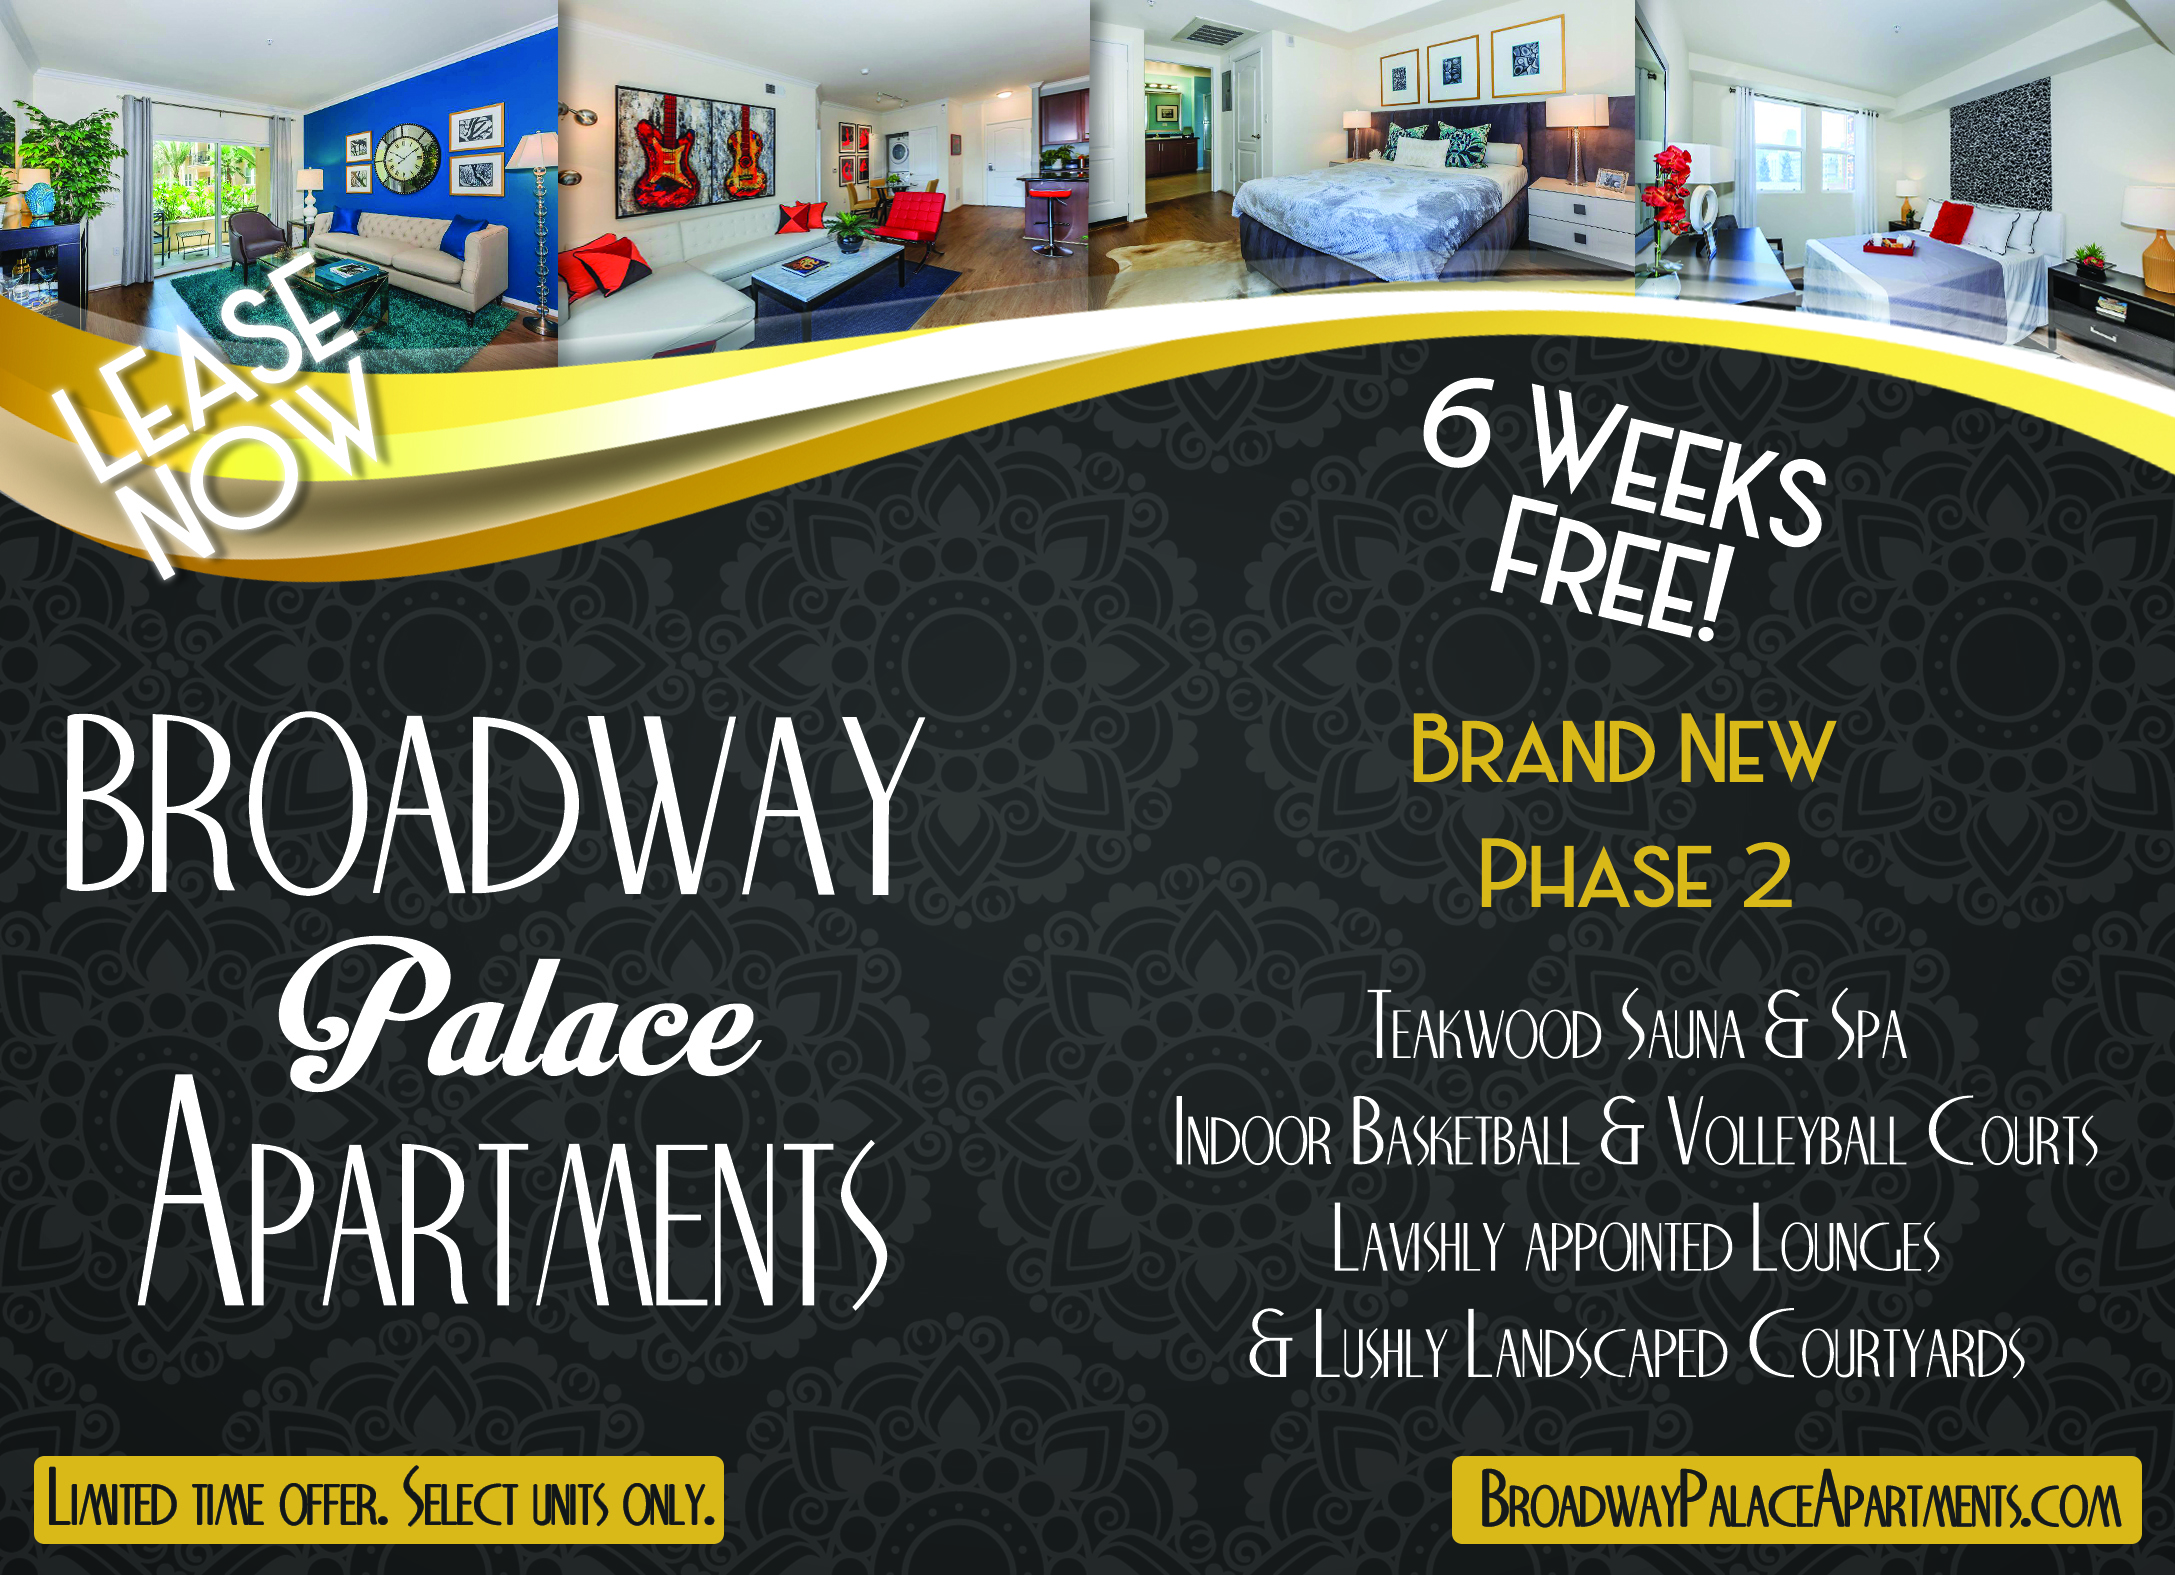 LEASE
NOW
6 WEEKS
FREE!
BROADWAY
Palace
APARTMENTS
BRAND NEW
PHASE 2
TEAKWOOD SAUNA & SPA
INDOOR BASKETBALL & VOLLEYBALL COURTS
LAVISHLY APPOINTED LOUNGES
& LUSHLY LANDSCAPED COURTYARDS
LIMITED TIME OFFER. SELECT UNITS ONLY.
BROADWAYPALACEAPARTMENTS.COM